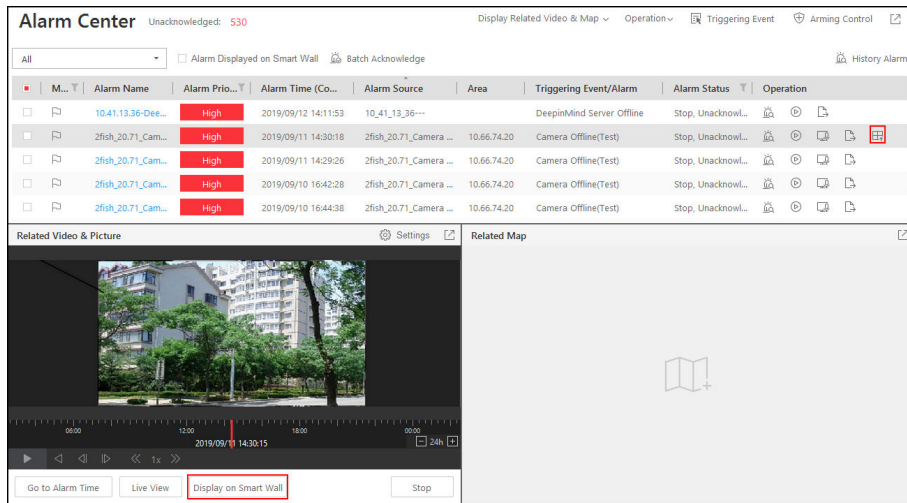 Alarm Center Unacknowledged: 530 Display Related Video & Map Operation Triggering Event Arming Control
All Alarm Displayed on Smart Wall Batch Acknowledge History Alarm
M... Alarm Name Alarm Prio... Alarm Time (Co... Alarm Source Area Triggering Event/Alarm Alarm Status Operation
10.41.13.36-Dee... High 2019/09/12 14:11:53 10_41_13_36--- DeepinMind Server Offline Stop, Unacknowl...
2fish_20.71_Cam... High 2019/09/11 14:30:18 2fish_20.71_Camera ... 10.66.74.20 Camera Offline(Test) Stop, Unacknowl...
2fish_20.71_Cam... High 2019/09/11 14:29:26 2fish_20.71_Camera ... 10.66.74.20 Camera Offline(Test) Stop, Unacknowl...
2fish_20.71_Cam... High 2019/09/10 16:42:28 2fish_20.71_Camera ... 10.66.74.20 Camera Offline(Test) Stop, Unacknowl...
2fish_20.71_Cam... High 2019/09/10 16:44:38 2fish_20.71_Camera ... 10.66.74.20 Camera Offline(Test) Stop, Unacknowl...
Related Video & Picture Settings Related Map
06:00 12:00 18:00 00:00
2019/09/11 14:30:15 24h
1x
Go to Alarm Time Live View Display on Smart Wall Stop